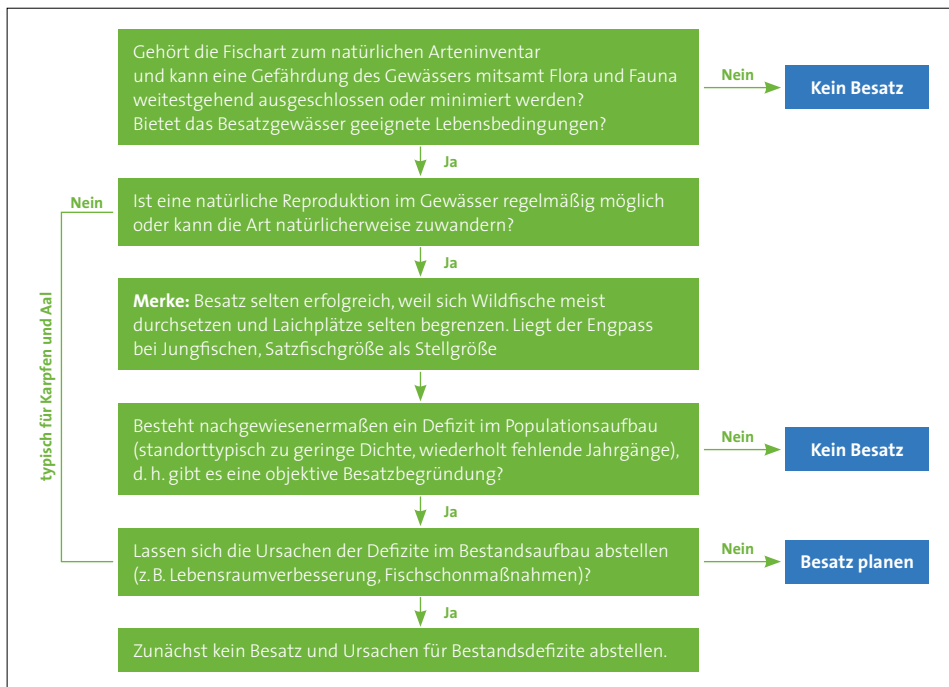 Gehört die Fischart zum natürlichen Arteninventar
und kann eine Gefährdung des Gewässers mitsamt Flora und Fauna
weitestgehend ausgeschlossen oder minimiert werden?
Bietet das Besatzgewässer geeignete Lebensbedingungen?
Nein
Kein Besatz
Ja
Nein
Ist eine natürliche Reproduktion im Gewässer regelmäßig möglich
oder kann die Art natürlicherweise zuwandern?
Ja
typisch für Karpfen und Aal
Merke: Besatz selten erfolgreich, weil sich Wildfische meist
durchsetzen und Laichplätze selten begrenzen. Liegt der Engpass
bei Jungfischen, Satzfischgröße als Stellgröße
Besteht nachgewiesenermaßen ein Defizit im Populationsaufbau
(standorttypisch zu geringe Dichte, wiederholt fehlende Jahrgänge),
d. h. gibt es eine objektive Besatzbegründung?
Nein
Kein Besatz
Ja
Lassen sich die Ursachen der Defizite im Bestandsaufbau abstellen
(z. B. Lebensraumverbesserung, Fischschonmaßnahmen)?
Nein
Besatz planen
Ja
Zunächst kein Besatz und Ursachen für Bestandsdefizite abstellen.